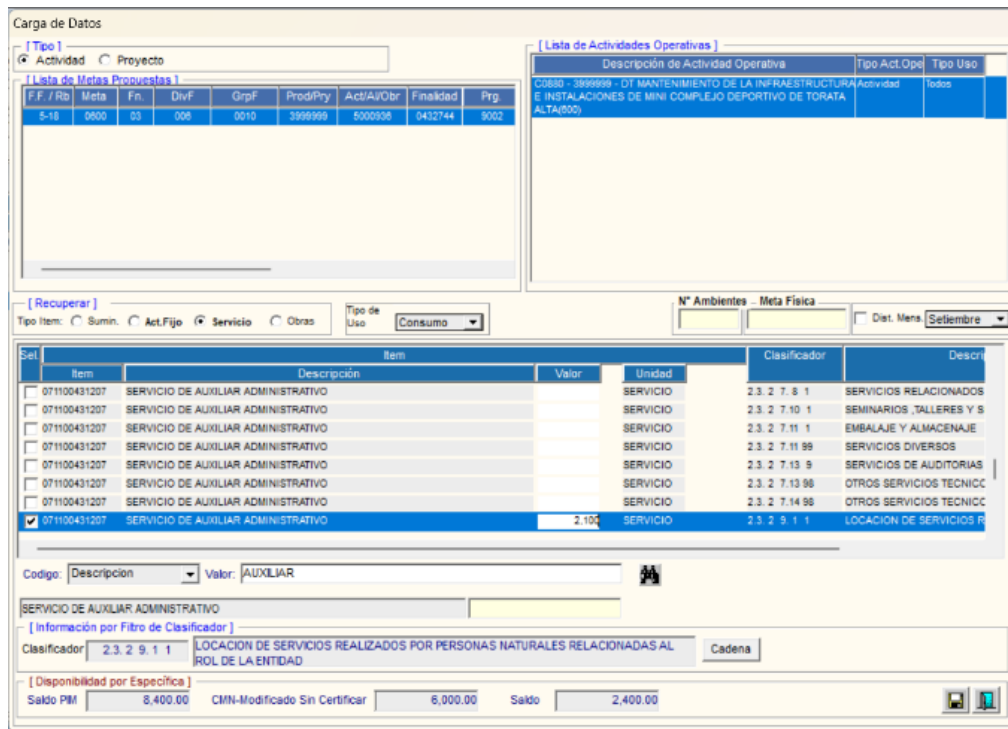 Carga de Datos
[ Tipo ]
Actividad Proyecto
[ Lista de Metas Propuestas ]
F.F. / Rb Meta Fn. DivF GrpF Prod/Pry Act/AI/Obr Finalidad Prg.
5-18 0600 03 006 0010 3999999 5000936 0432744 9002
[ Lista de Actividades Operativas ]
Descripción de Actividad Operativa Tipo Act.Ope Tipo Uso
C0880 - 3999999 - DT MANTENIMIENTO DE LA INFRAESTRUCTURA Actividad Todos
E INSTALACIONES DE MINI COMPLEJO DEPORTIVO DE TORATA
ALTA(600)
[ Recuperar ]
Tipo Item: Sumin. Act.Fijo Servicio Obras
Tipo de
Uso Consumo
N° Ambientes Meta Física
Dist. Mens. Setiembre
Sel. Item Clasificador Descri
Item Descripción Valor Unidad
071100431207 SERVICIO DE AUXILIAR ADMINISTRATIVO SERVICIO 2.3. 2 7. 8 1 SERVICIOS RELACIONADOS
071100431207 SERVICIO DE AUXILIAR ADMINISTRATIVO SERVICIO 2.3. 2 7.10 1 SEMINARIOS ,TALLERES Y S
071100431207 SERVICIO DE AUXILIAR ADMINISTRATIVO SERVICIO 2.3. 2 7.11 1 EMBALAJE Y ALMACENAJE
071100431207 SERVICIO DE AUXILIAR ADMINISTRATIVO SERVICIO 2.3. 2 7.11 99 SERVICIOS DIVERSOS
071100431207 SERVICIO DE AUXILIAR ADMINISTRATIVO SERVICIO 2.3. 2 7.13 9 SERVICIOS DE AUDITORIAS
071100431207 SERVICIO DE AUXILIAR ADMINISTRATIVO SERVICIO 2.3. 2 7.13 98 OTROS SERVICIOS TECNICC
071100431207 SERVICIO DE AUXILIAR ADMINISTRATIVO SERVICIO 2.3. 2 7.14 98 OTROS SERVICIOS TECNICC
071100431207 SERVICIO DE AUXILIAR ADMINISTRATIVO 2.100 SERVICIO 2.3. 2 9. 1 1 LOCACION DE SERVICIOS R
Codigo: Descripcion Valor: AUXILIAR
SERVICIO DE AUXILIAR ADMINISTRATIVO
[ Información por Filtro de Clasificador ]
Clasificador 2.3. 2 9. 1 1 LOCACION DE SERVICIOS REALIZADOS POR PERSONAS NATURALES RELACIONADAS AL
ROL DE LA ENTIDAD
Cadena
[ Disponibilidad por Específica ]
Saldo PIM 8,400.00 CMN-Modificado Sin Certificar 6,000.00 Saldo 2,400.00